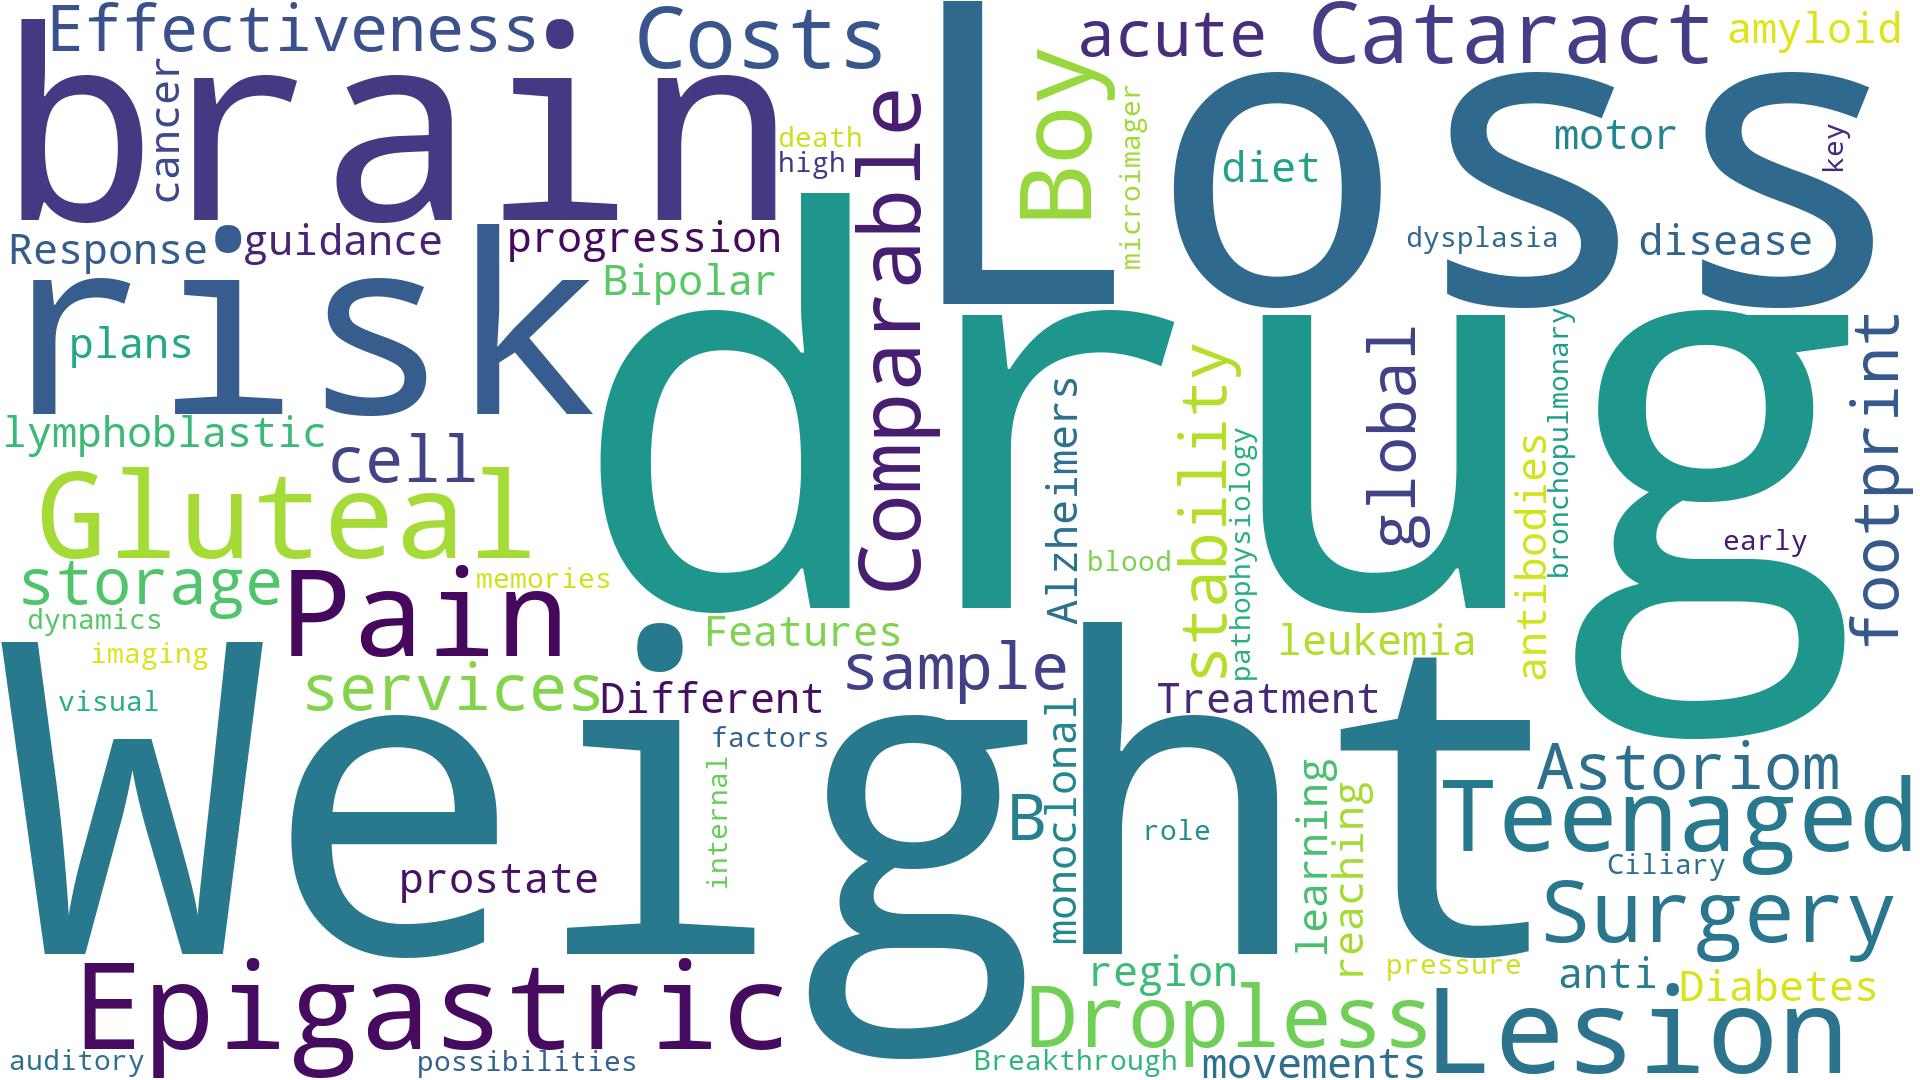 Effectiveness
Costs
acute
Cataract
amyloid
brain
cancer
Loss
Boy
microimager
diet
motor
key
death
high
Comparable
dysplasia
disease
Response
guidance
progression
risk
Bipolar
drug
plans
lymphoblastic
cell
Alzheimers
stability
pathophysiology
global
bronchopulmonary
antibodies
footprint
early
blood
Gluteal
storage
Pain
memories
dynamics
imaging
Features
leukemia
sample
services
Different
Treatment
visual
Weight
factors
internal
monoclonal
B
role
learning
reaching
Astoriom
Teenaged
Ciliary
prostate
Surgery
Epigastric
region
pressure
anti
Diabetes
Dropless
Lesion
auditory
possibilities
Breakthrough
movements